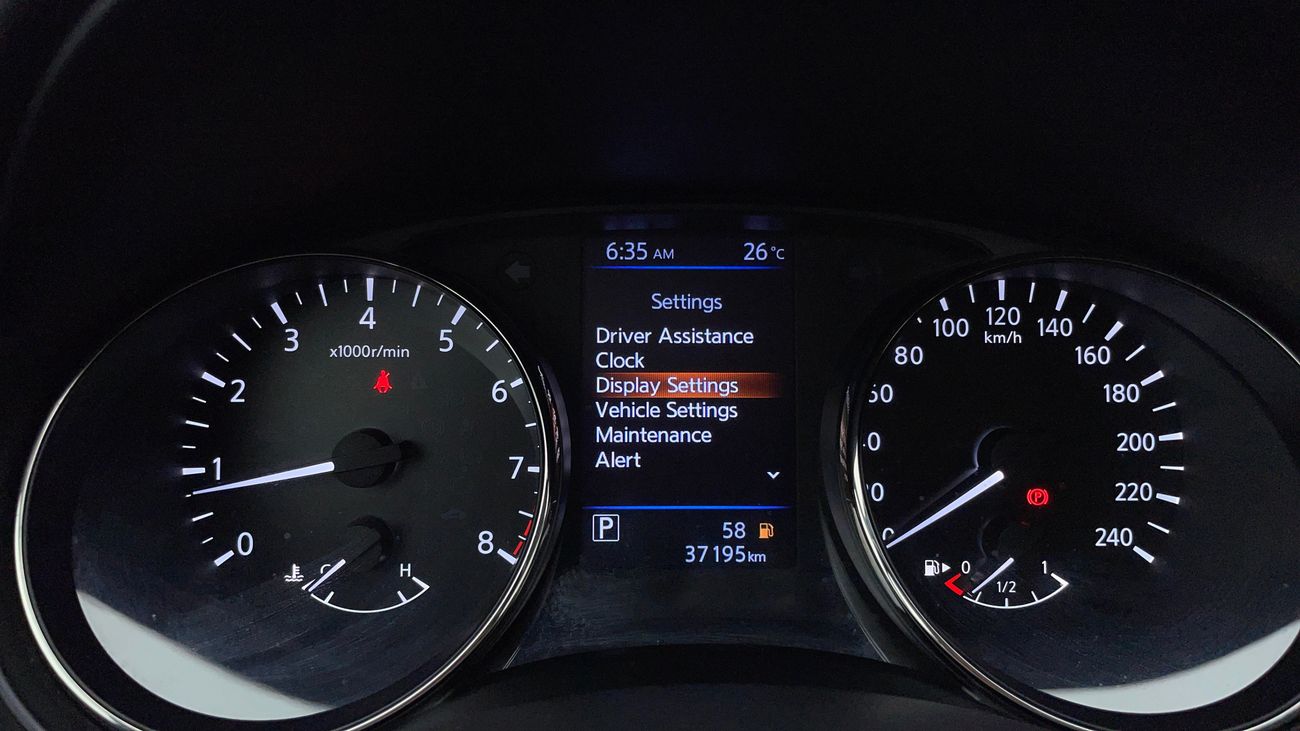 6:35 AM 26°C
Settings
Driver Assistance
Clock
Display Settings
Vehicle Settings
Maintenance
Alert
P 58
37195 km
0
1
2
3
4
5
6
7
8
x1000r/min
C H
80
100
120
140
160
180
200
220
240
km/h
P
0 1/2 1